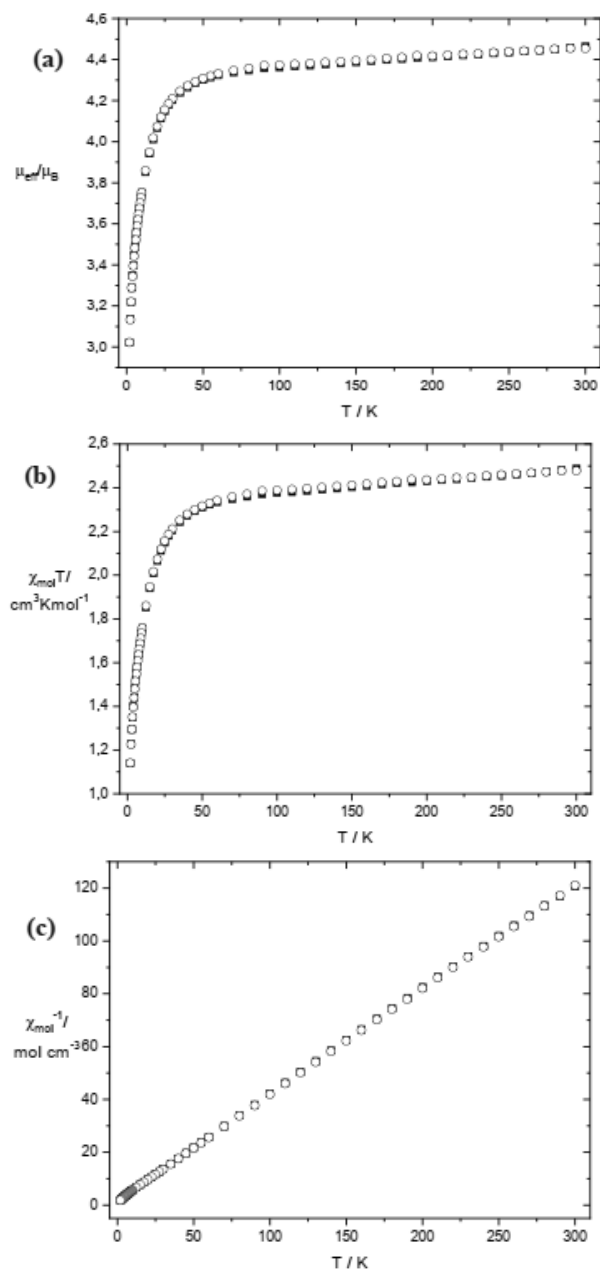 (a)
4,6
4,4
4,2
4,0
3,8
3,6
3,4
3,2
3,0
μeff/μB
0 50 100 150 200 250 300
T / K
(b)
2,6
2,4
2,2
2,0
1,8
1,6
1,4
1,2
1,0
χmolT/
cm³Kmol⁻¹
0 50 100 150 200 250 300
T / K
(c)
120
100
80
60
40
20
0
χmol⁻¹/
mol cm⁻³
0 50 100 150 200 250 300
T / K